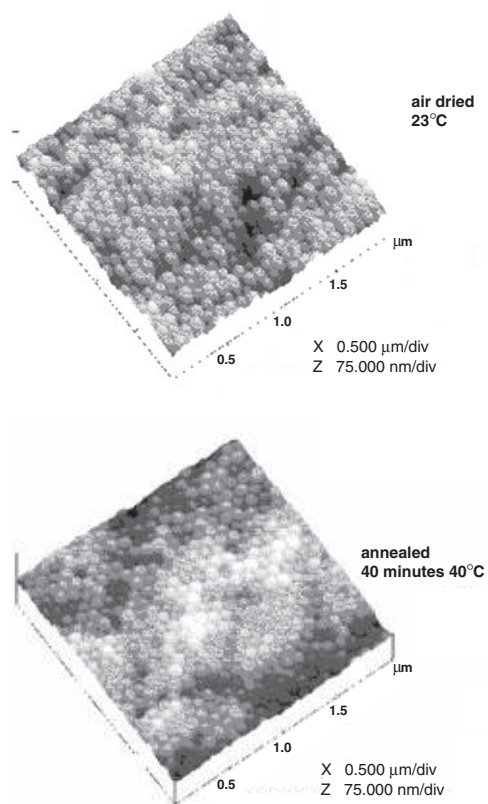 air dried
23°C
μm
1.5
1.0
0.5
X 0.500 μm/div
Z 75.000 nm/div
annealed
40 minutes 40°C
μm
1.5
1.0
0.5
X 0.500 μm/div
Z 75.000 nm/div